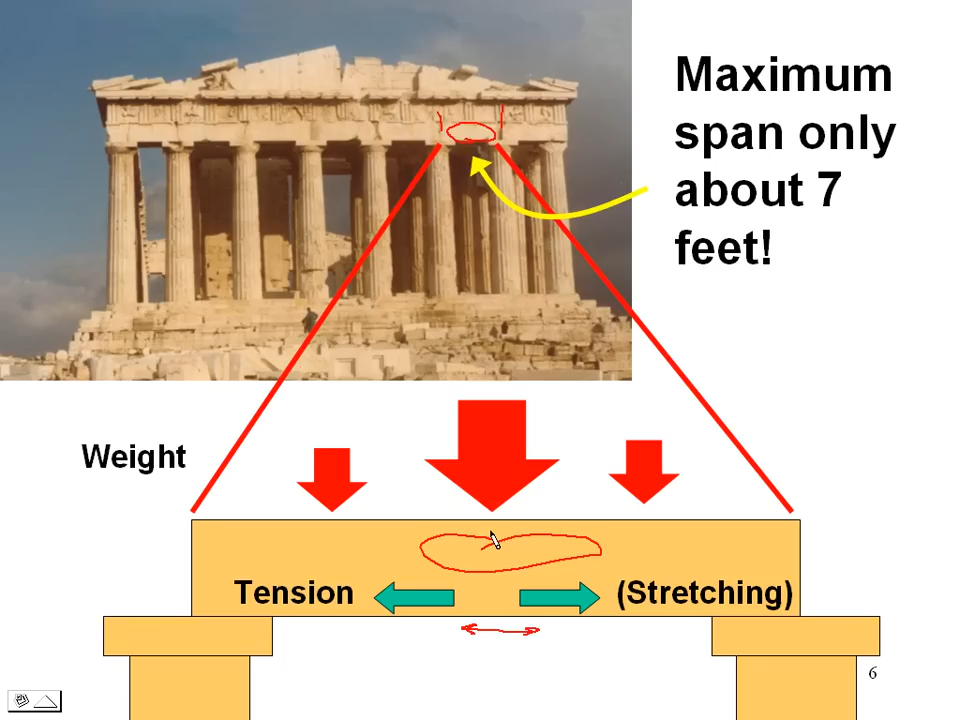 Maximum
span only
about 7
feet!
Weight
Tension
(Stretching)
6